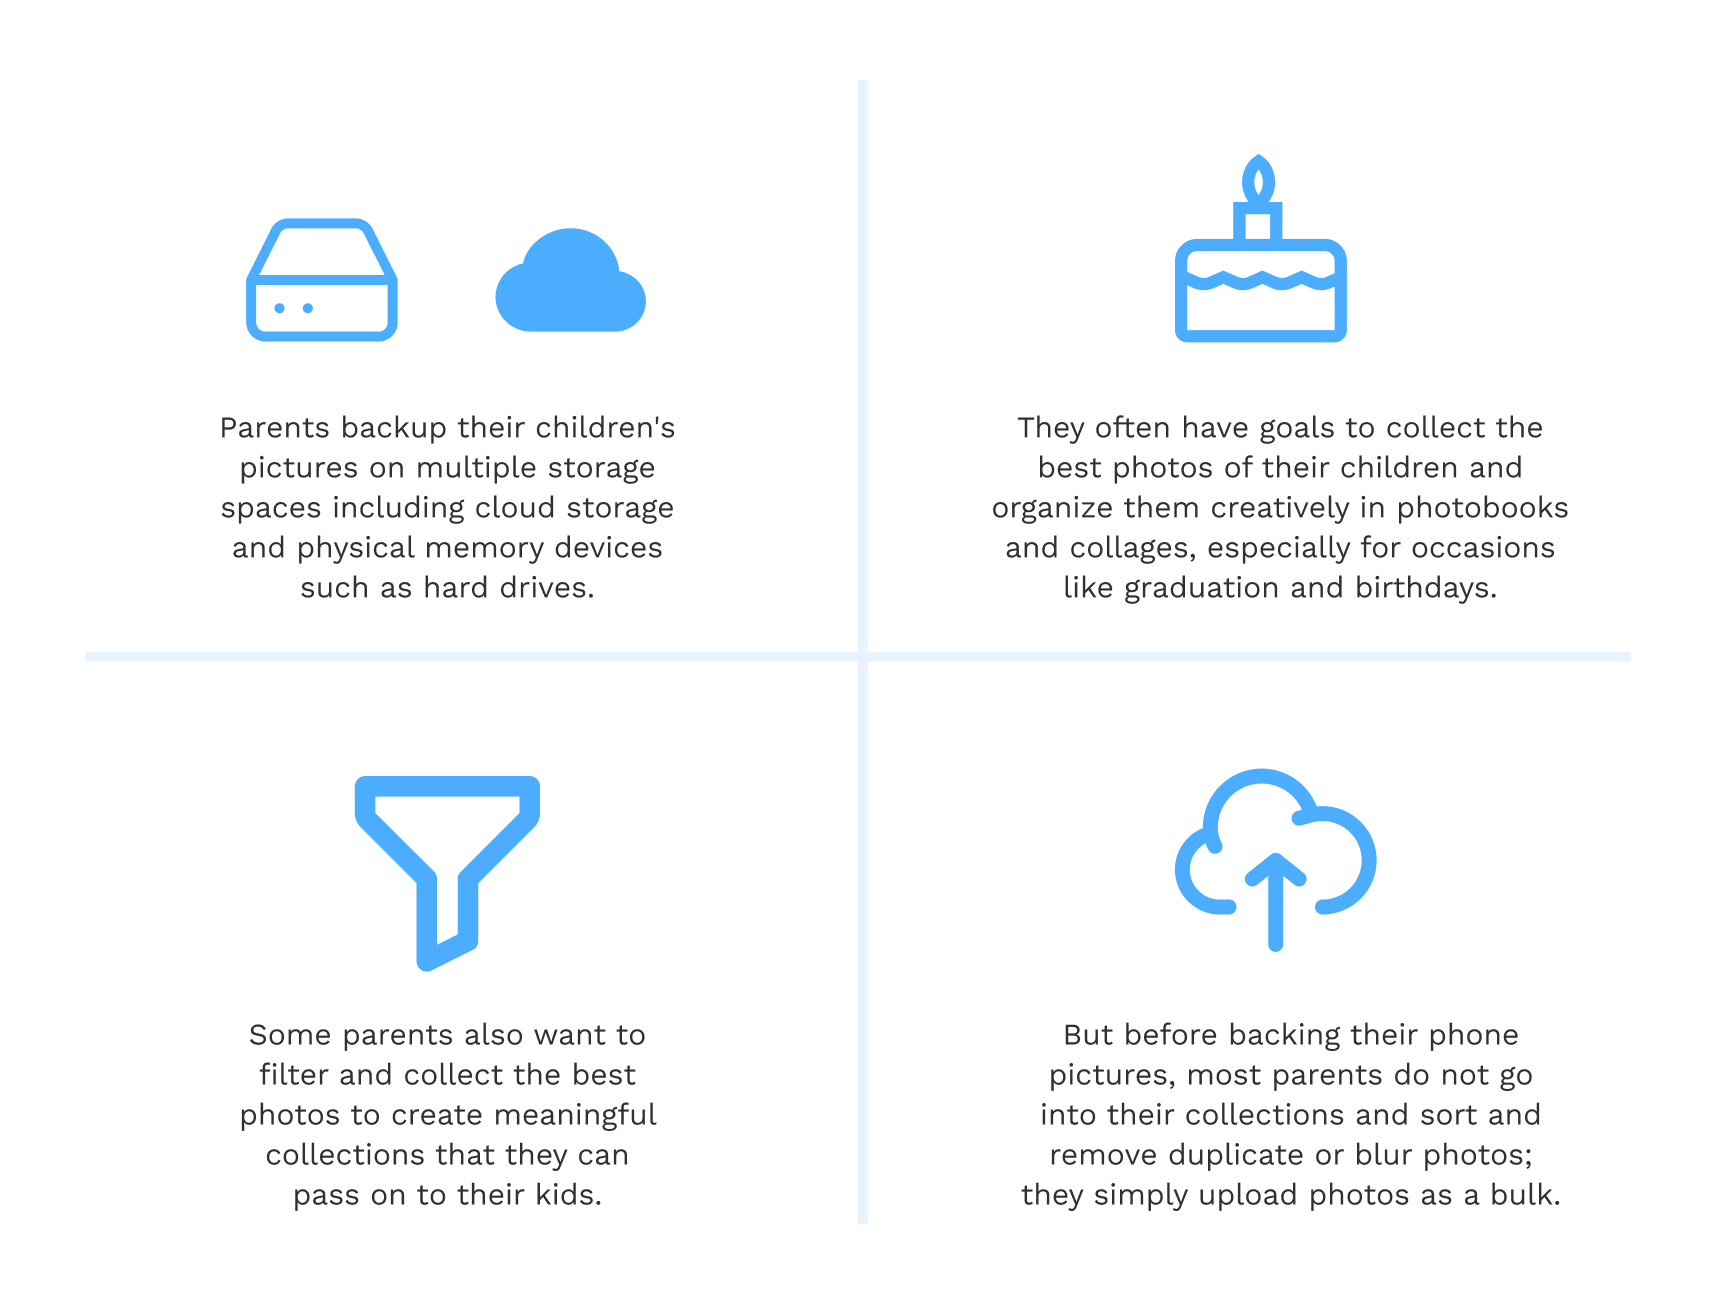 Parents backup their children's
pictures on multiple storage
spaces including cloud storage
and physical memory devices
such as hard drives.
They often have goals to collect the
best photos of their children and
organize them creatively in photobooks
and collages, especially for occasions
like graduation and birthdays.
Some parents also want to
filter and collect the best
photos to create meaningful
collections that they can
pass on to their kids.
But before backing their phone
pictures, most parents do not go
into their collections and sort and
remove duplicate or blur photos;
they simply upload photos as a bulk.